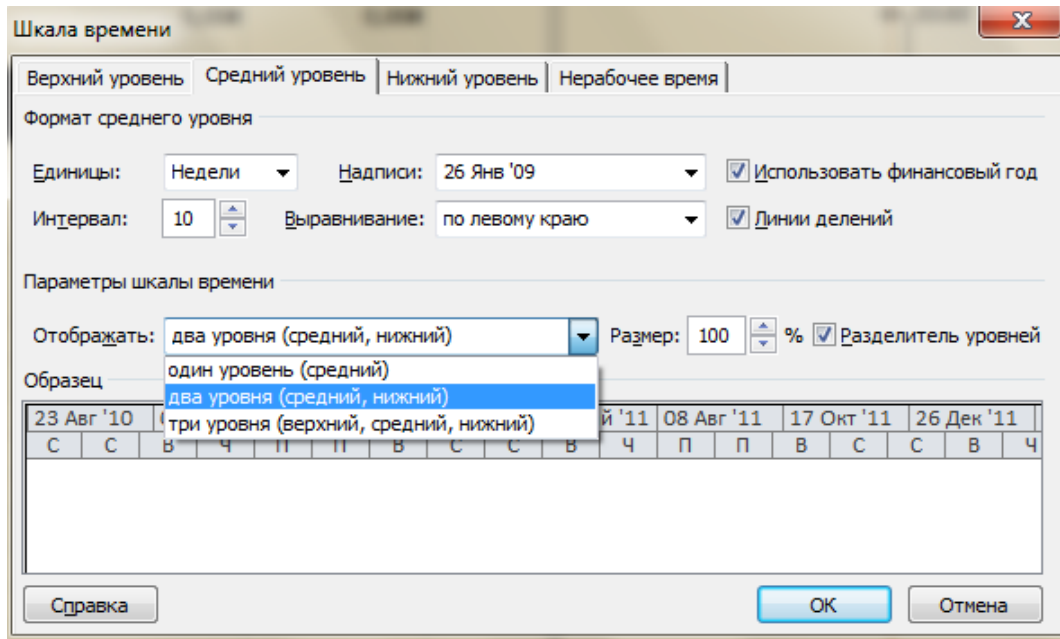 Шкала времени
Верхний уровень Средний уровень Нижний уровень Нерабочее время
Формат среднего уровня
Единицы: Недели Надписи: 26 Янв '09 Использовать финансовый год
Интервал: 10 Выравнивание: по левому краю Линии делений
Параметры шкалы времени
Отображать: два уровня (средний, нижний) Размер: 100 % Разделитель уровней
один уровень (средний)
Образец два уровня (средний, нижний)
три уровня (верхний, средний, нижний)
23 Авг '10 '11 08 Авг '11 17 Окт '11 26 Дек '11
С С В Ч П П В С С В Ч П П В С С В Ч
Справка ОК Отмена